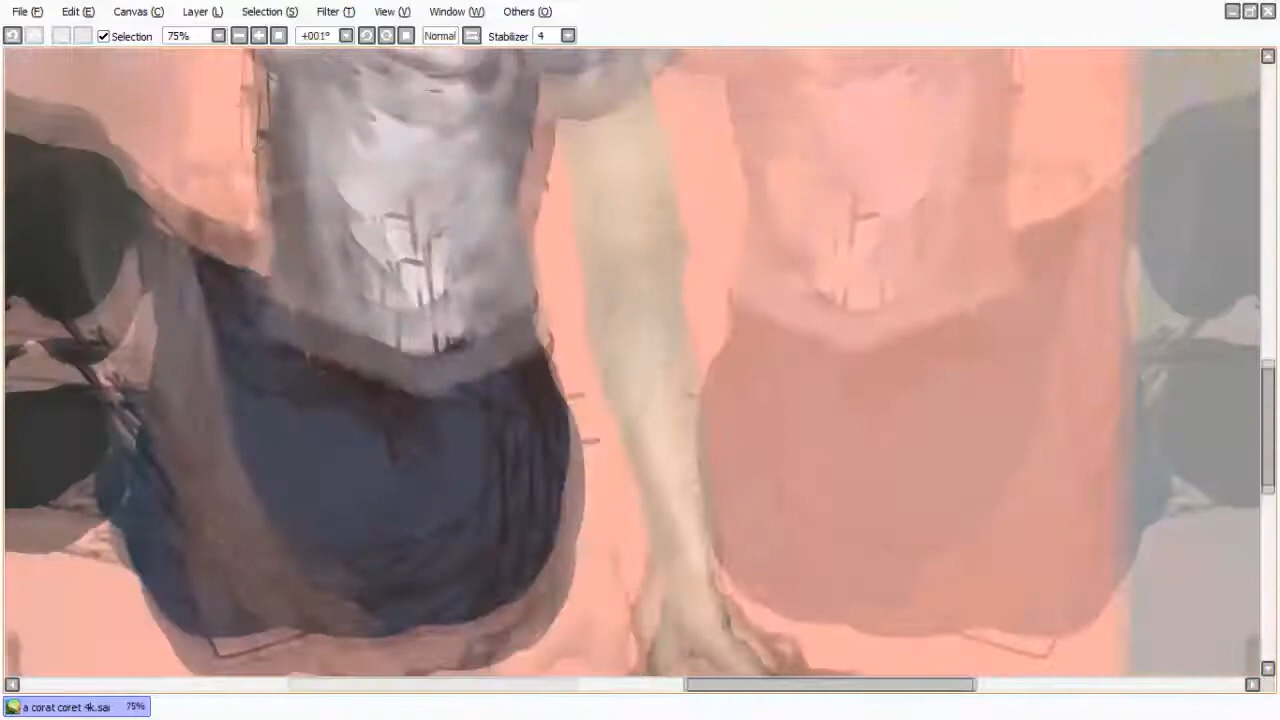 File (F) Edit (E) Canvas (C) Layer (L) Selection (S) Filter (T) View (V) Window (W) Others (O)
Selection 75% +001° Normal Stabilizer 4
a corat coret 4k.sai 75%